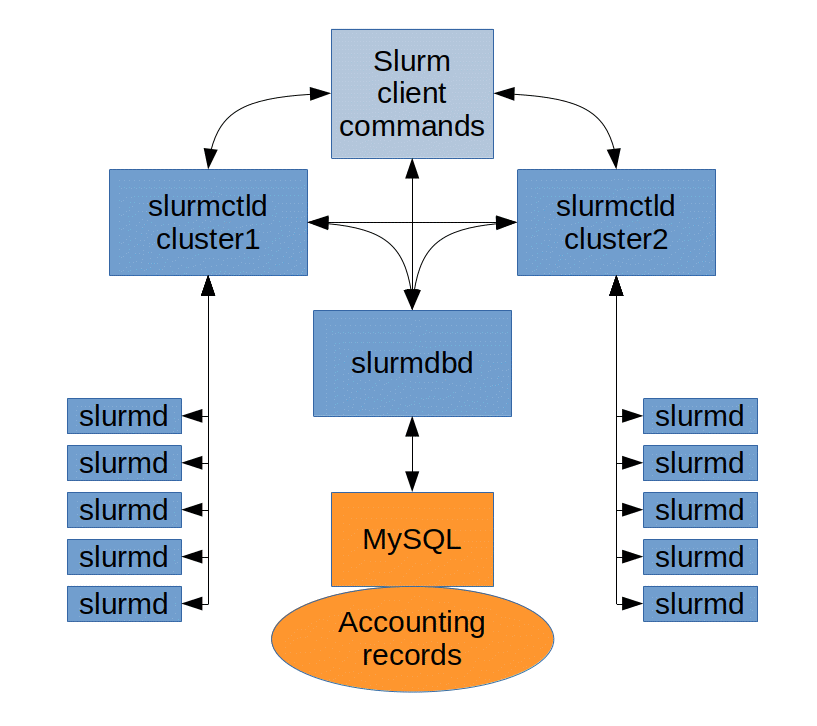 Slurm
client
commands
slurmctld
cluster1
slurmctld
cluster2
slurmdbd
slurmd
slurmd
slurmd
slurmd
slurmd
slurmd
slurmd
slurmd
slurmd
slurmd
MySQL
Accounting
records